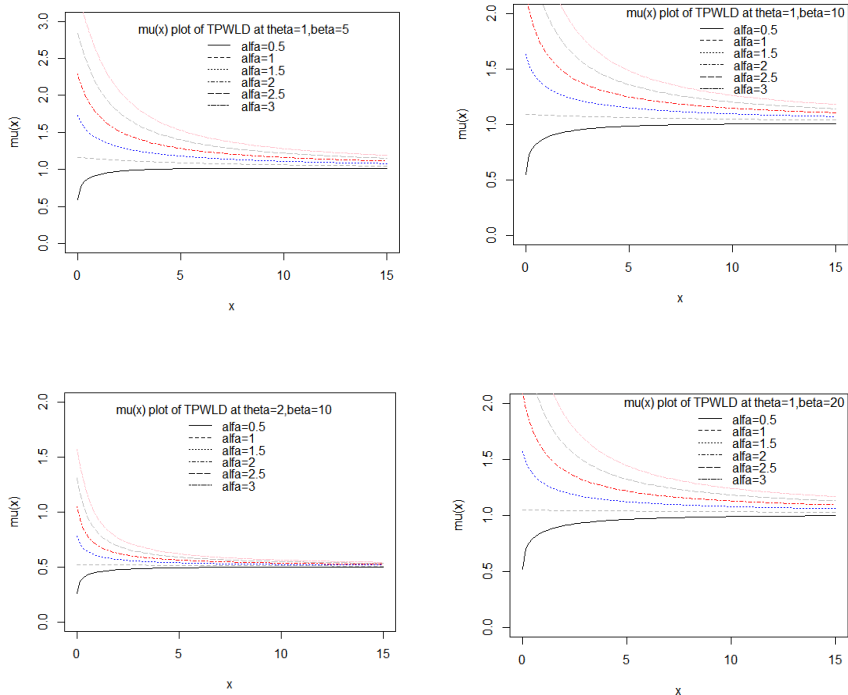 mu(x) plot of TPWLD at theta=1,beta=5
alfa=0.5
alfa=1
alfa=1.5
alfa=2
alfa=2.5
alfa=3
3.0
2.5
2.0
1.5
1.0
0.5
0.0
mu(x)
0 5 10 15
x
mu(x) plot of TPWLD at theta=1,beta=10
alfa=0.5
alfa=1
alfa=1.5
alfa=2
alfa=2.5
alfa=3
2.0
1.5
1.0
0.5
0.0
mu(x)
0 5 10 15
x
mu(x) plot of TPWLD at theta=2,beta=10
alfa=0.5
alfa=1
alfa=1.5
alfa=2
alfa=2.5
alfa=3
2.0
1.5
1.0
0.5
0.0
mu(x)
0 5 10 15
x
mu(x) plot of TPWLD at theta=1,beta=20
alfa=0.5
alfa=1
alfa=1.5
alfa=2
alfa=2.5
alfa=3
2.0
1.5
1.0
0.5
0.0
mu(x)
0 5 10 15
x